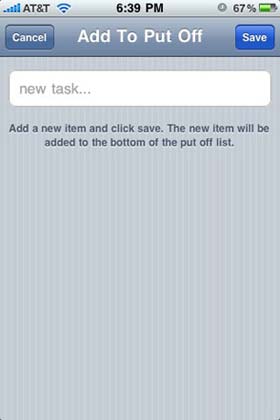 AT&T 6:39 PM 67%
Cancel Add To Put Off Save
new task...
Add a new item and click save. The new item will be
added to the bottom of the put off list.